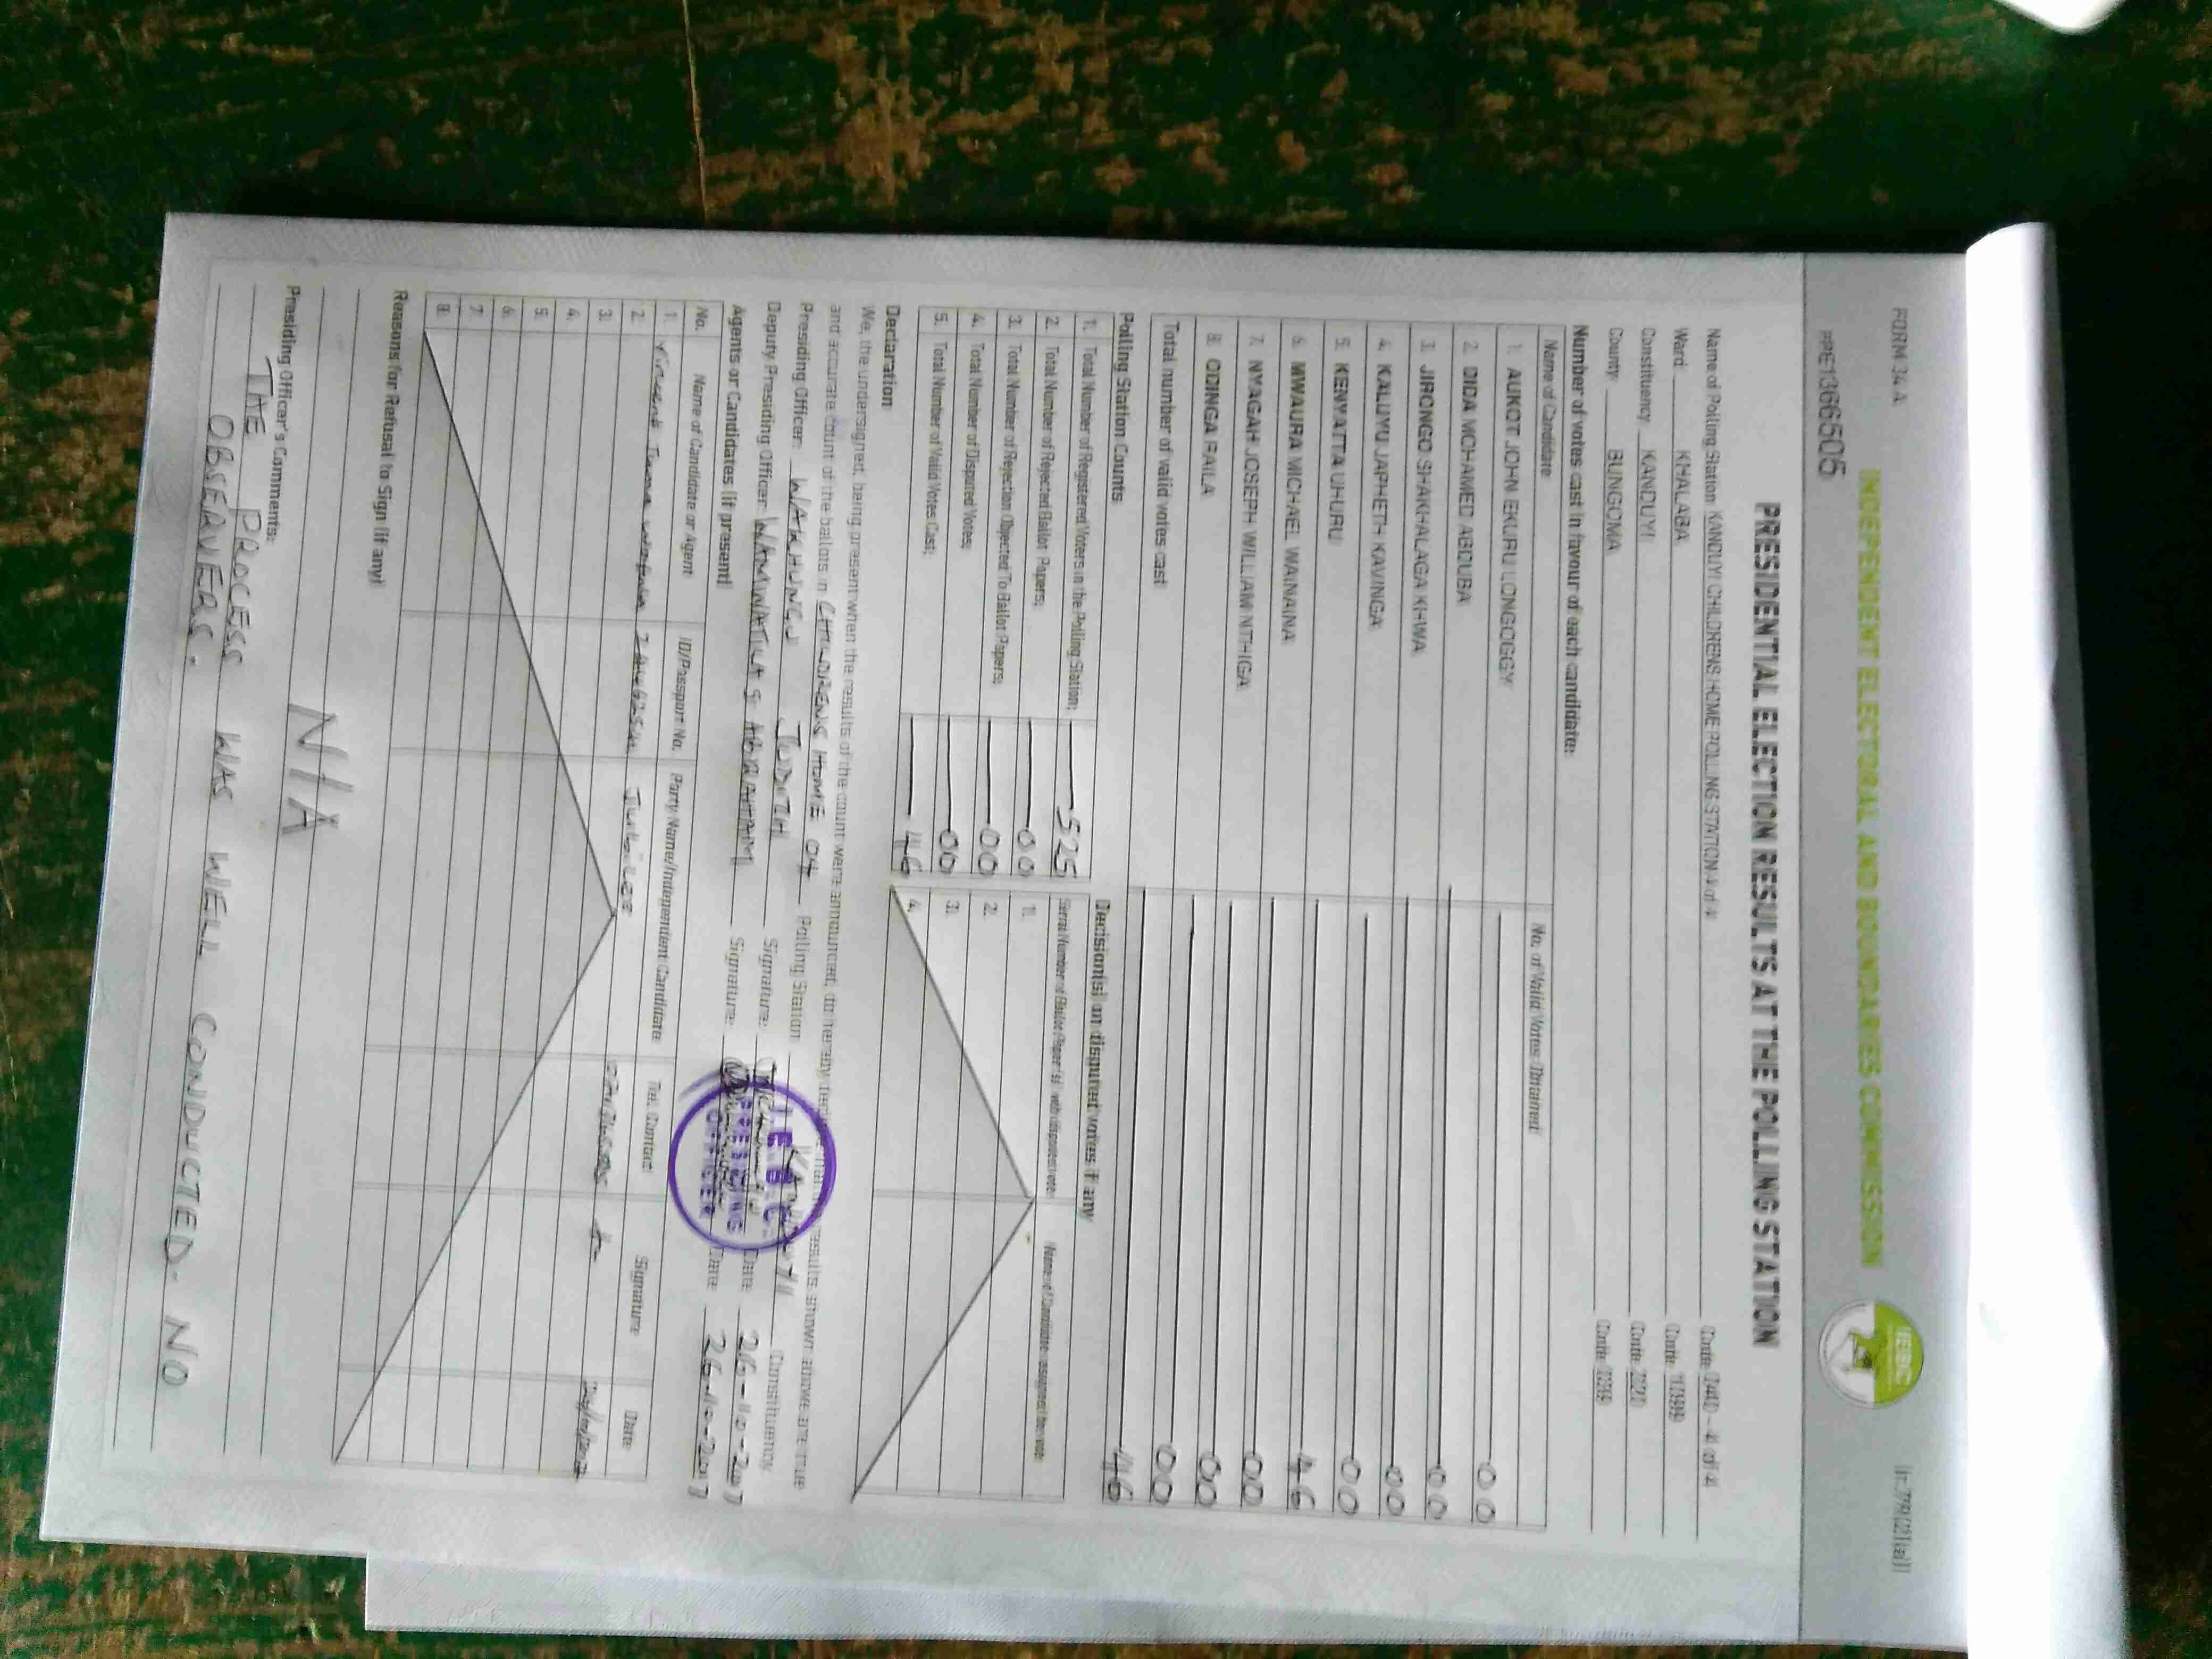 FORM 34 A
(r.79(2)(a))
INDEPENDENT ELECTORAL AND BOUNDARIES COMMISSION
IEBC
PPE1366505
PRESIDENTIAL ELECTION RESULTS AT THE POLLING STATION
Name of Polling Station KANDUYI CHILDRENS HOME POLLING STATION 4 of 4 Code 040 - 4 of 4
Ward KHALABA Code
Constituency KANDUYI Code
County BUNGOMA Code 039
Number of votes cast in favour of each candidate:
Name of Candidate No. of Valid Votes Obtained
1. AUKOT JOHN EKURU LONGOGGY 00
2. DIDA MOHAMED ABDUBA 00
3. JIRONGO SHAKHALAGA KHWA 00
4. KALUYU JAPHETH KAVINGA 00
5. KENYATTA UHURU 46
6. MWAURA MICHAEL WAINAINA 00
7. NYAGAH JOSEPH WILLIAM NTHIGA 00
8. ODINGA RAILA 00
Total number of valid votes cast 46
Polling Station Counts
1. Total Number of Registered Voters in the Polling Station; 525
2. Total Number of Rejected Ballot Papers; 00
3. Total Number of Rejection Objected To Ballot Papers; 00
4. Total Number of Disputed Votes; 00
5. Total Number of Valid Votes Cast; 46
Decision(s) on disputed votes if any
Serial Number of Ballot Paper (s) with disputed vote Name of Candidate assigned the vote
1.
2.
3.
4.
Declaration
We, the undersigned, being present when the results of the count were announced, do hereby declare that the results shown above are true
and accurate count of the ballots in CHILDRENS HOME 04 Polling Station KANDUYI Constituency
Presiding Officer: WAKHUNGU JUDITH Signature: Date 26-10-2017
Deputy Presiding Officer: WAMWATILA S ABRAHAM Signature: Date 26-10-2017
I.E.B.C
PRESIDING
OFFICER
Agents or Candidates (if present)
No. Name of Candidate or Agent ID/Passport No. Party Name/Independent Candidate Tel. Contact Signature Date
1. Jubilee
2.
3.
4.
5.
6.
7.
8.
Reasons for Refusal to Sign (if any)
N/A
Presiding Officer's Comments:
THE PROCESS WAS WELL CONDUCTED. NO
OBSERVERS.